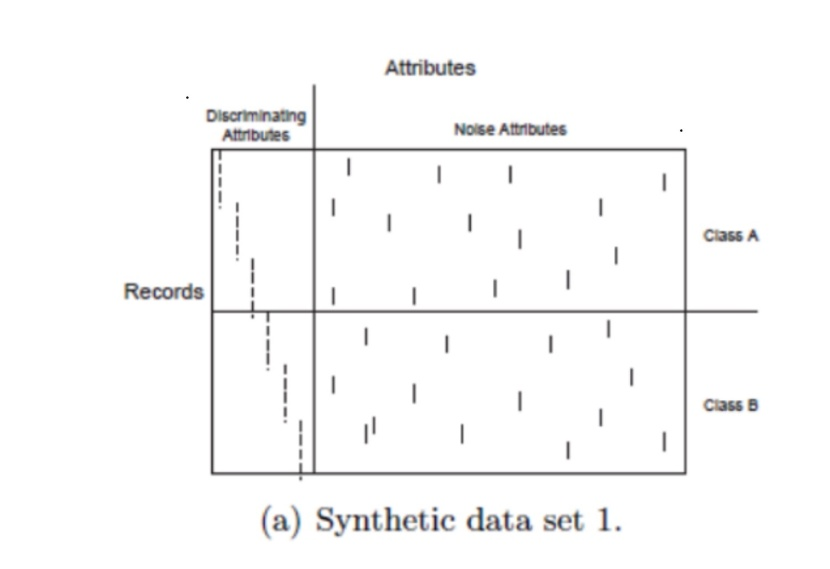 Attributes
Discriminating
Attributes
Noise Attributes
Class A
Records
Class B
(a) Synthetic data set 1.